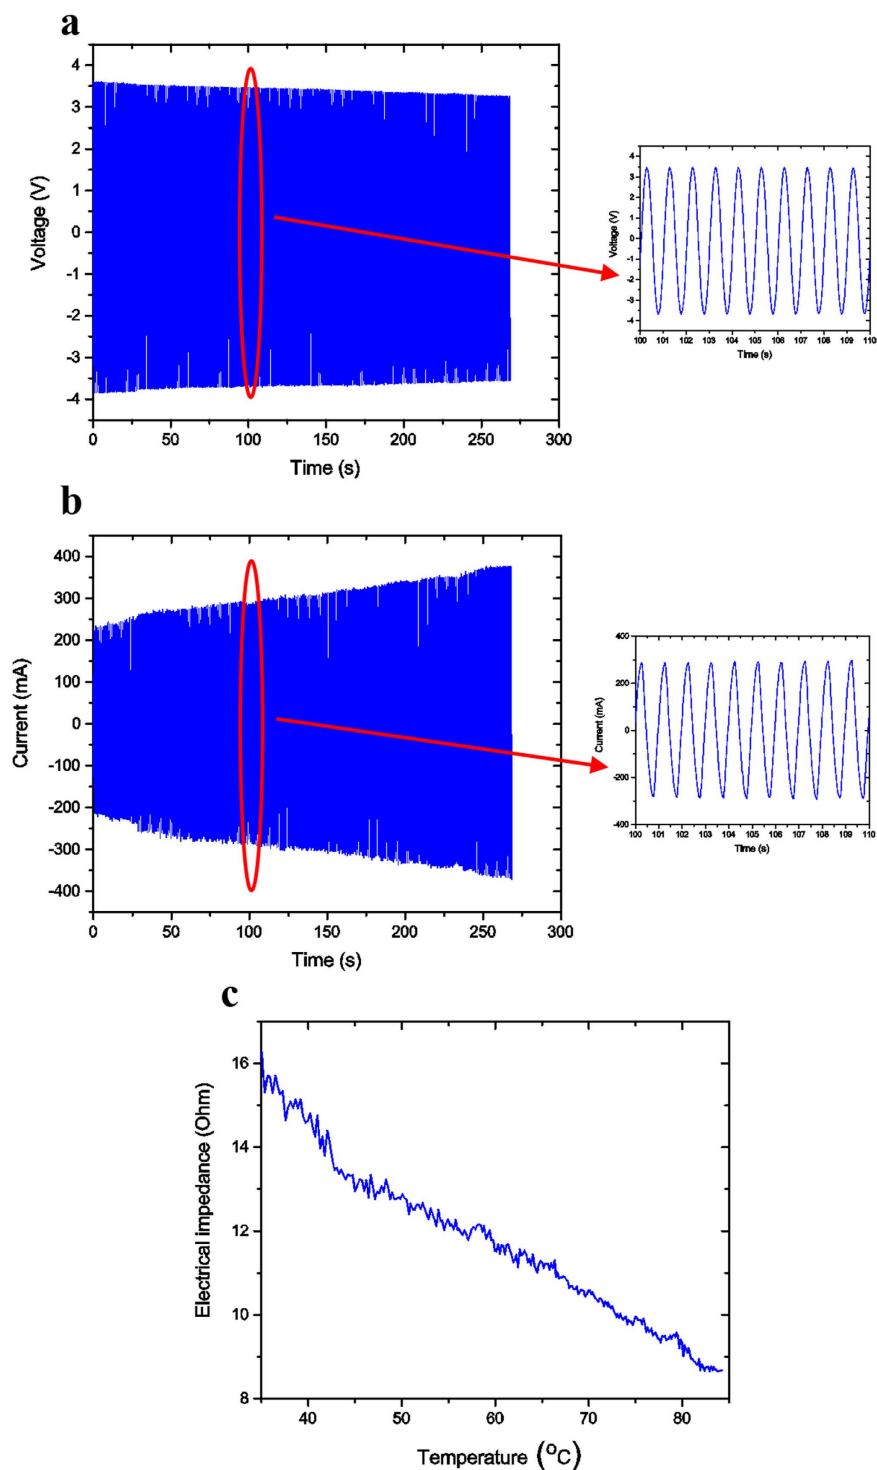 a
4
3
2
1
0
-1
-2
-3
-4
Voltage (V)
0 50 100 150 200 250 300
Time (s)
4
3
2
1
0
-1
-2
-3
-4
Voltage (V)
100 101 102 103 104 105 106 107 108 109 110
Time (s)
b
400
300
200
100
0
-100
-200
-300
-400
Current (mA)
0 50 100 150 200 250 300
Time (s)
400
200
0
-200
-400
Current (mA)
100 101 102 103 104 105 106 107 108 109 110
Time (s)
c
16
14
12
10
8
Electrical impedance (Ohm)
40 50 60 70 80
Temperature (°C)